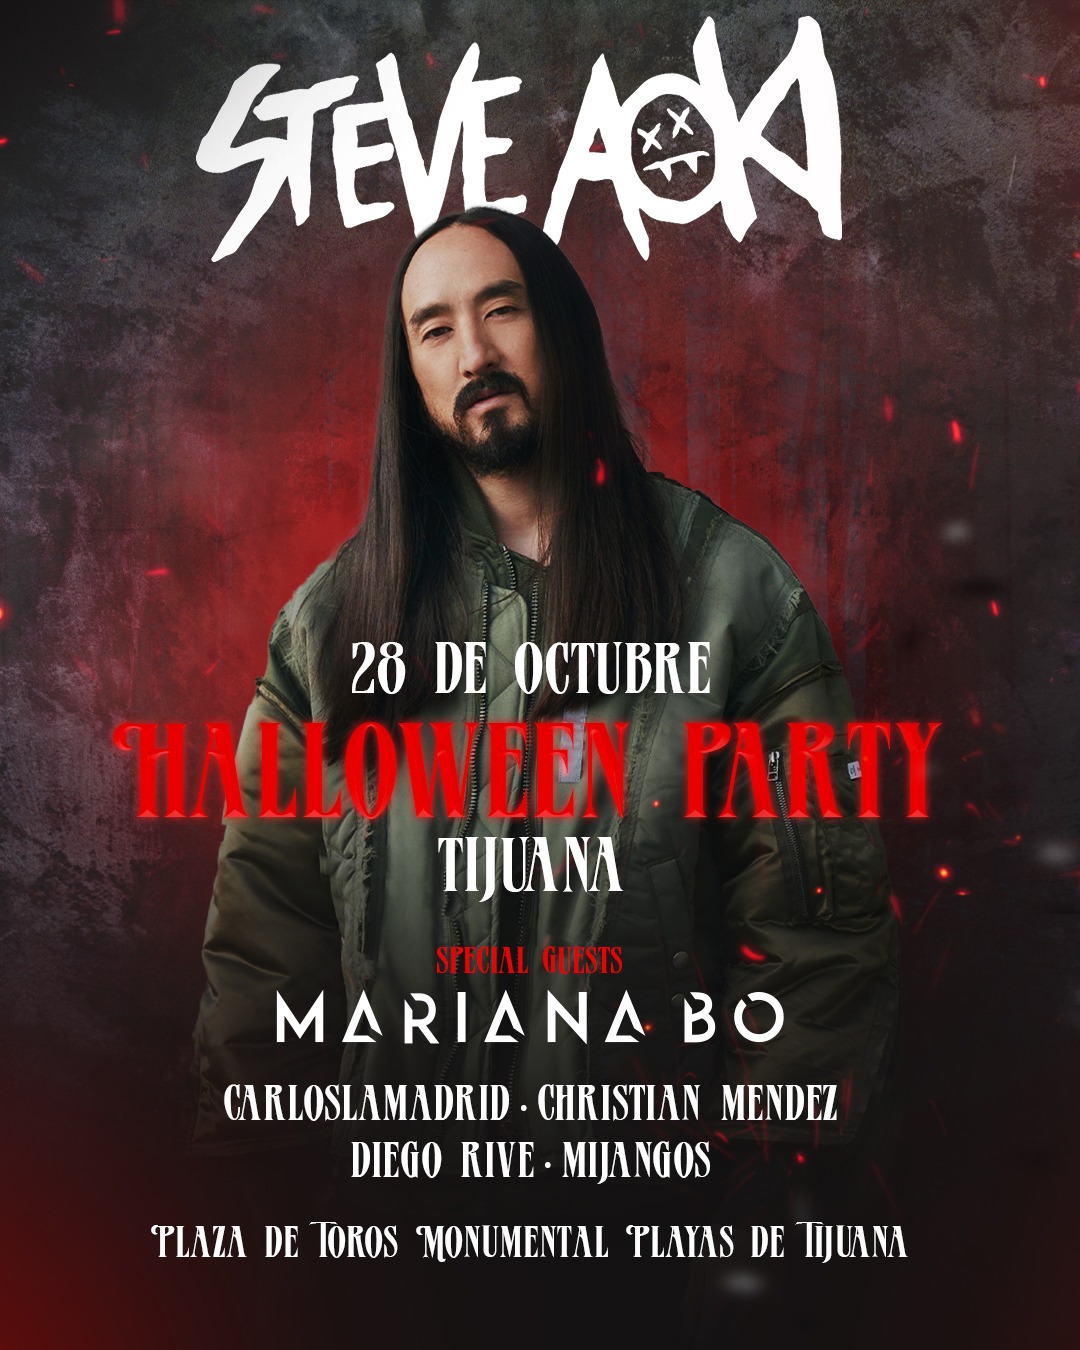 STEVE AOKI
28 DE OCTUBRE
HALLOWEEN PARTY
TIJUANA
SPECIAL GUESTS
MARIANA BO
CARLOSLAMADRID · CHRISTIAN MENDEZ
DIEGO RIVE · MIJANGOS
PLAZA DE TOROS MONUMENTAL PLAYAS DE TIJUANA